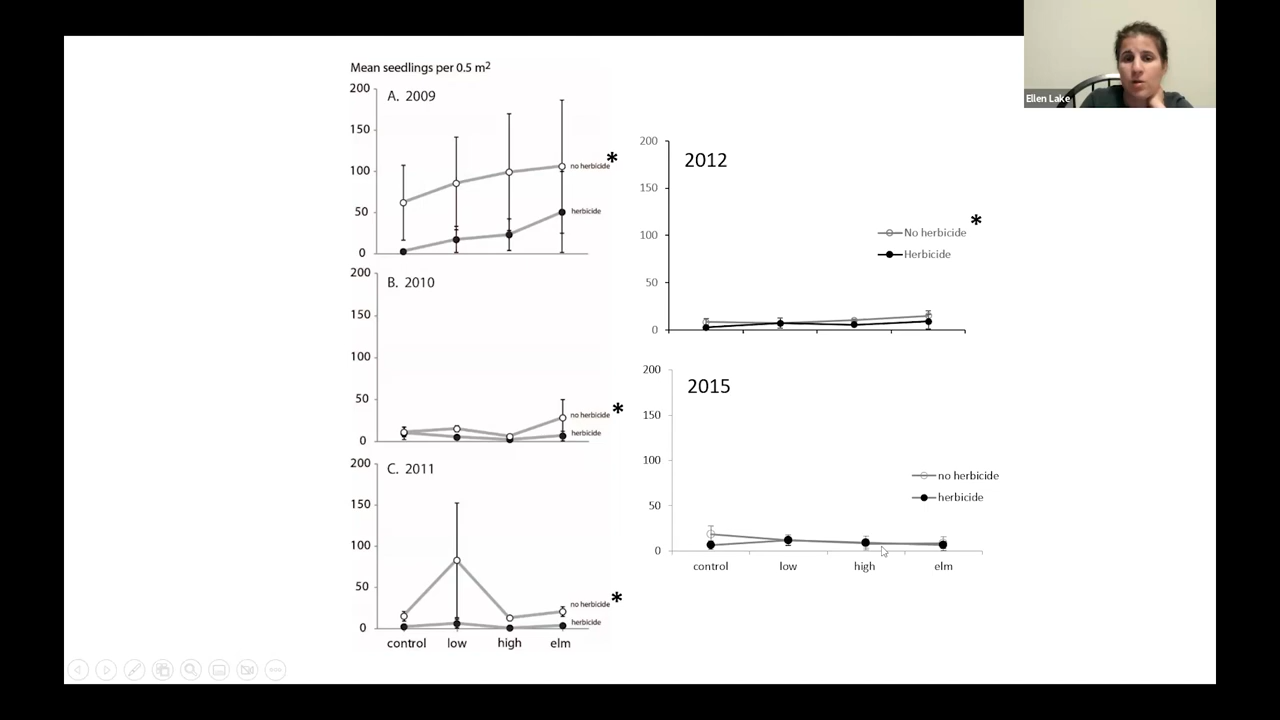 Ellen Lake
Mean seedlings per 0.5 m²
A. 2009
200
150
100
50
0
no herbicide *
herbicide
B. 2010
200
150
100
50
0
no herbicide *
herbicide
C. 2011
200
150
100
50
0
no herbicide *
herbicide
control low high elm
2012
200
150
100
50
0
No herbicide *
Herbicide
2015
200
150
100
50
0
no herbicide
herbicide
control low high elm